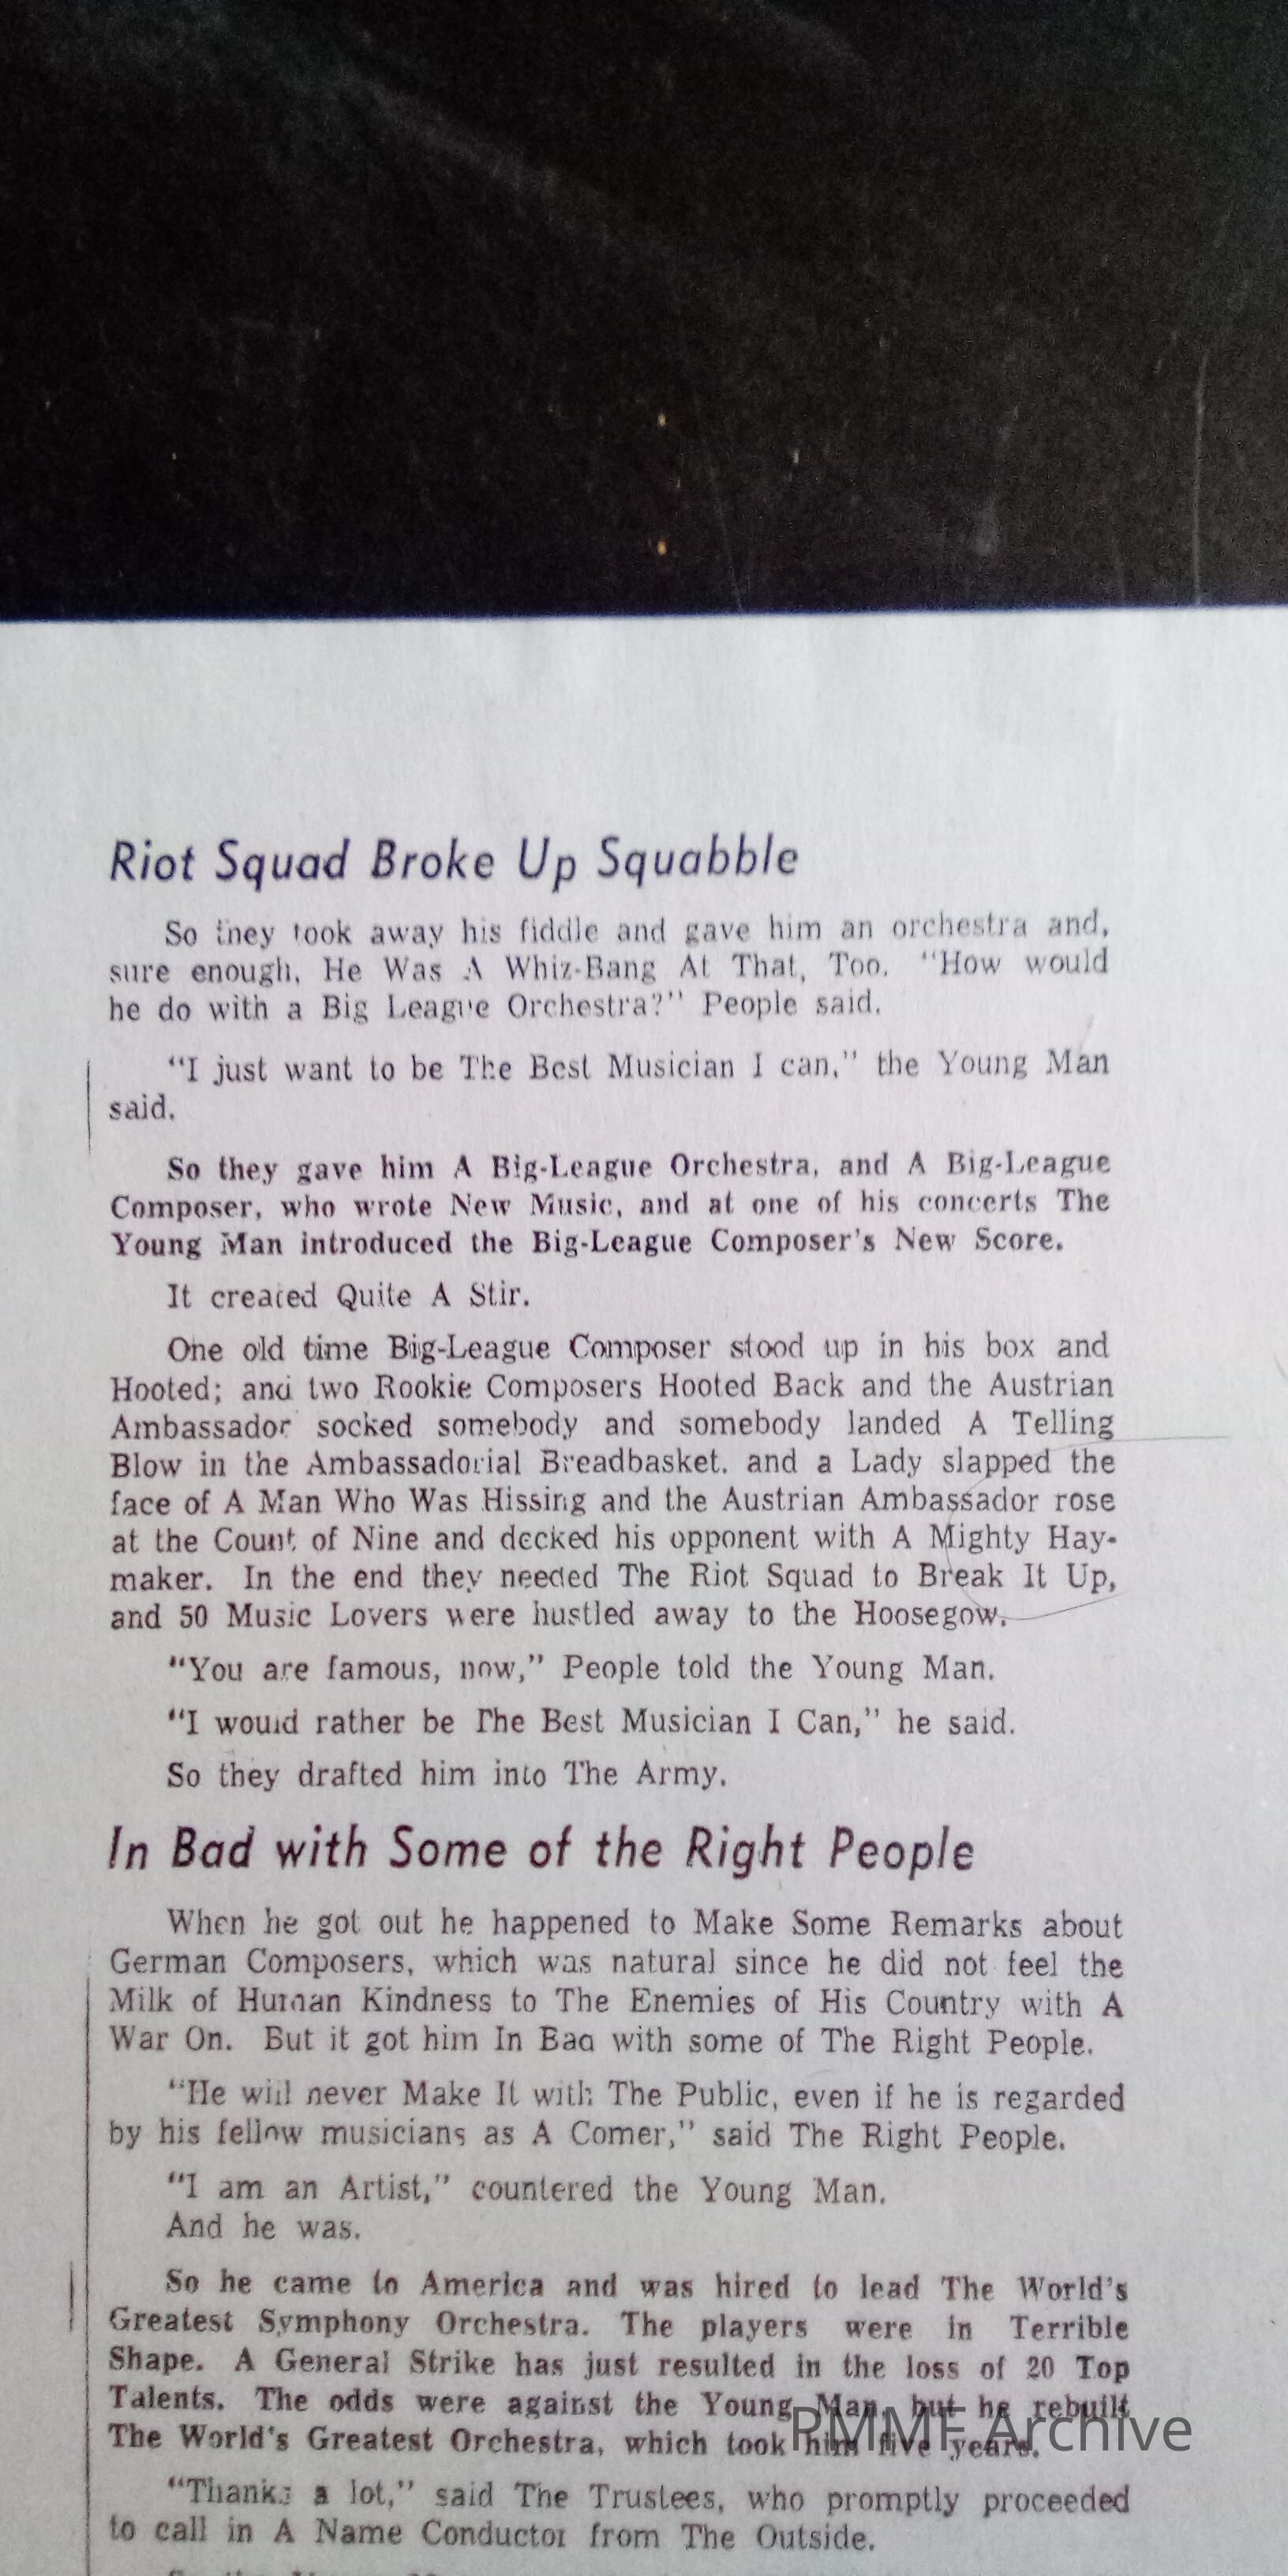 Riot Squad Broke Up Squabble
So they took away his fiddle and gave him an orchestra and,
sure enough, He Was A Whiz-Bang At That, Too. "How would
he do with a Big League Orchestra?" People said.
"I just want to be The Best Musician I can," the Young Man
said.
So they gave him A Big-League Orchestra, and A Big-League
Composer, who wrote New Music, and at one of his concerts The
Young Man introduced the Big-League Composer's New Score.
It created Quite A Stir.
One old time Big-League Composer stood up in his box and
Hooted; and two Rookie Composers Hooted Back and the Austrian
Ambassador socked somebody and somebody landed A Telling
Blow in the Ambassadorial Breadbasket. and a Lady slapped the
face of A Man Who Was Hissing and the Austrian Ambassador rose
at the Count of Nine and decked his opponent with A Mighty Hay-
maker. In the end they needed The Riot Squad to Break It Up,
and 50 Music Lovers were hustled away to the Hoosegow.
"You are famous, now," People told the Young Man.
"I would rather be The Best Musician I Can," he said.
So they drafted him into The Army.
In Bad with Some of the Right People
When he got out he happened to Make Some Remarks about
German Composers, which was natural since he did not feel the
Milk of Human Kindness to The Enemies of His Country with A
War On. But it got him In Bad with some of The Right People.
"He will never Make It with The Public, even if he is regarded
by his fellow musicians as A Comer," said The Right People.
"I am an Artist," countered the Young Man.
And he was.
So he came to America and was hired to lead The World's
Greatest Symphony Orchestra. The players were in Terrible
Shape. A General Strike has just resulted in the loss of 20 Top
Talents. The odds were against the Young Man, but he rebuilt
The World's Greatest Orchestra, which took him five years.
"Thanks a lot," said The Trustees, who promptly proceeded
to call in A Name Conductor from The Outside.
PMMF Archive